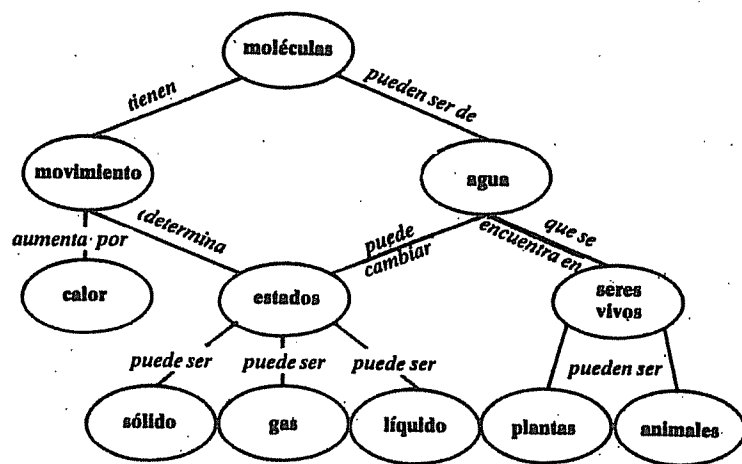 moléculas
tienen
pueden ser de
movimiento
agua
aumenta por
determina
puede
cambiar
que se
encuentra en
calor
estados
seres
vivos
puede ser
puede ser
puede ser
pueden ser
sólido
gas
líquido
plantas
animales